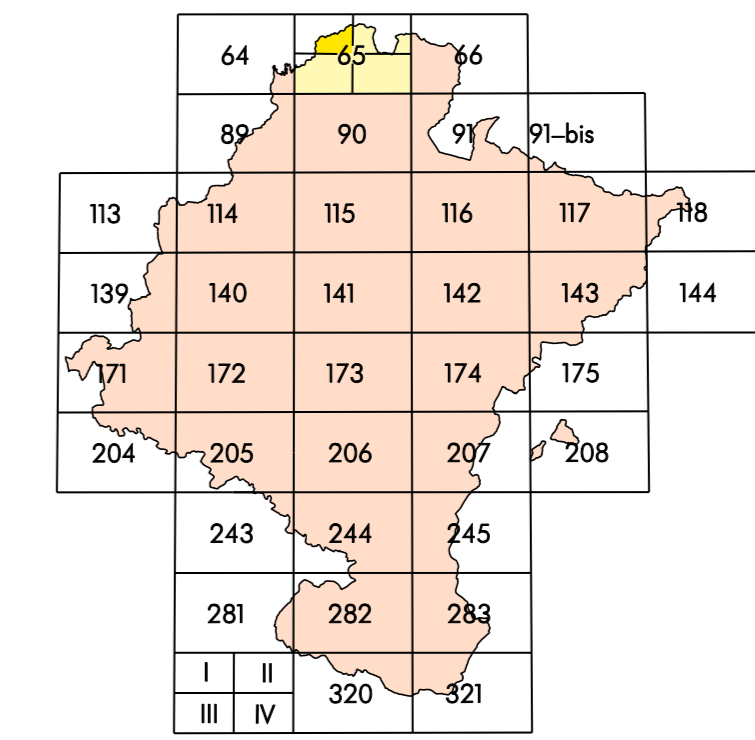 64 65 66
89 90 91 91–bis
113 114 115 116 117 118
139 140 141 142 143 144
171 172 173 174 175
204 205 206 207 208
243 244 245
281 282 283
I II
320 321
III IV